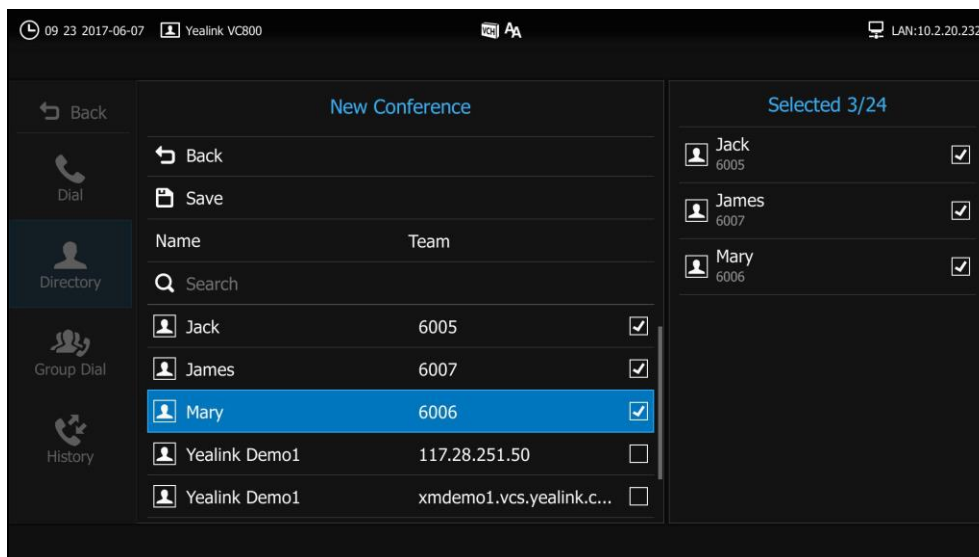 09 23 2017-06-07 Yealink VC800 VCH AA LAN:10.2.20.232
Back
Dial
Directory
Group Dial
History
New Conference
Back
Save
Name Team
Search
Jack 6005
James 6007
Mary 6006
Yealink Demo1 117.28.251.50
Yealink Demo1 xmdemo1.vcs.yealink.c...
Selected 3/24
Jack
6005
James
6007
Mary
6006